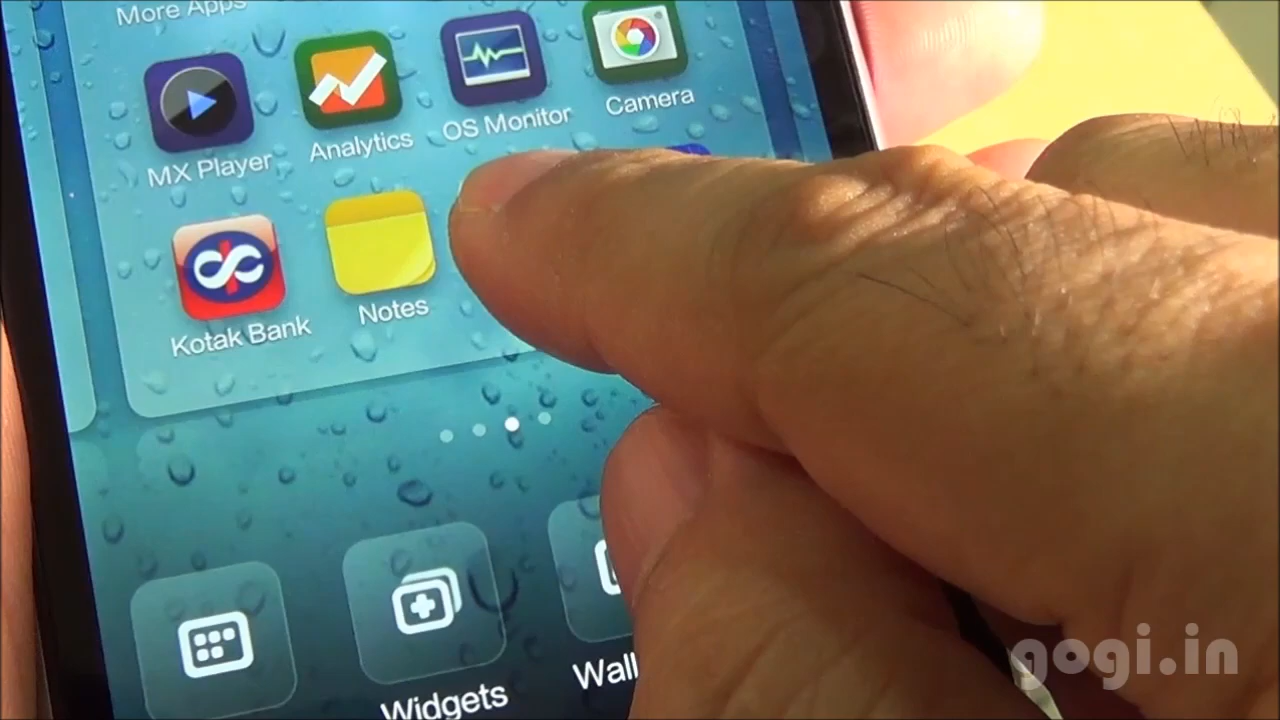 More Apps
MX Player
Analytics
OS Monitor
Camera
Kotak Bank
Notes
Widgets
Wall
gogi.in